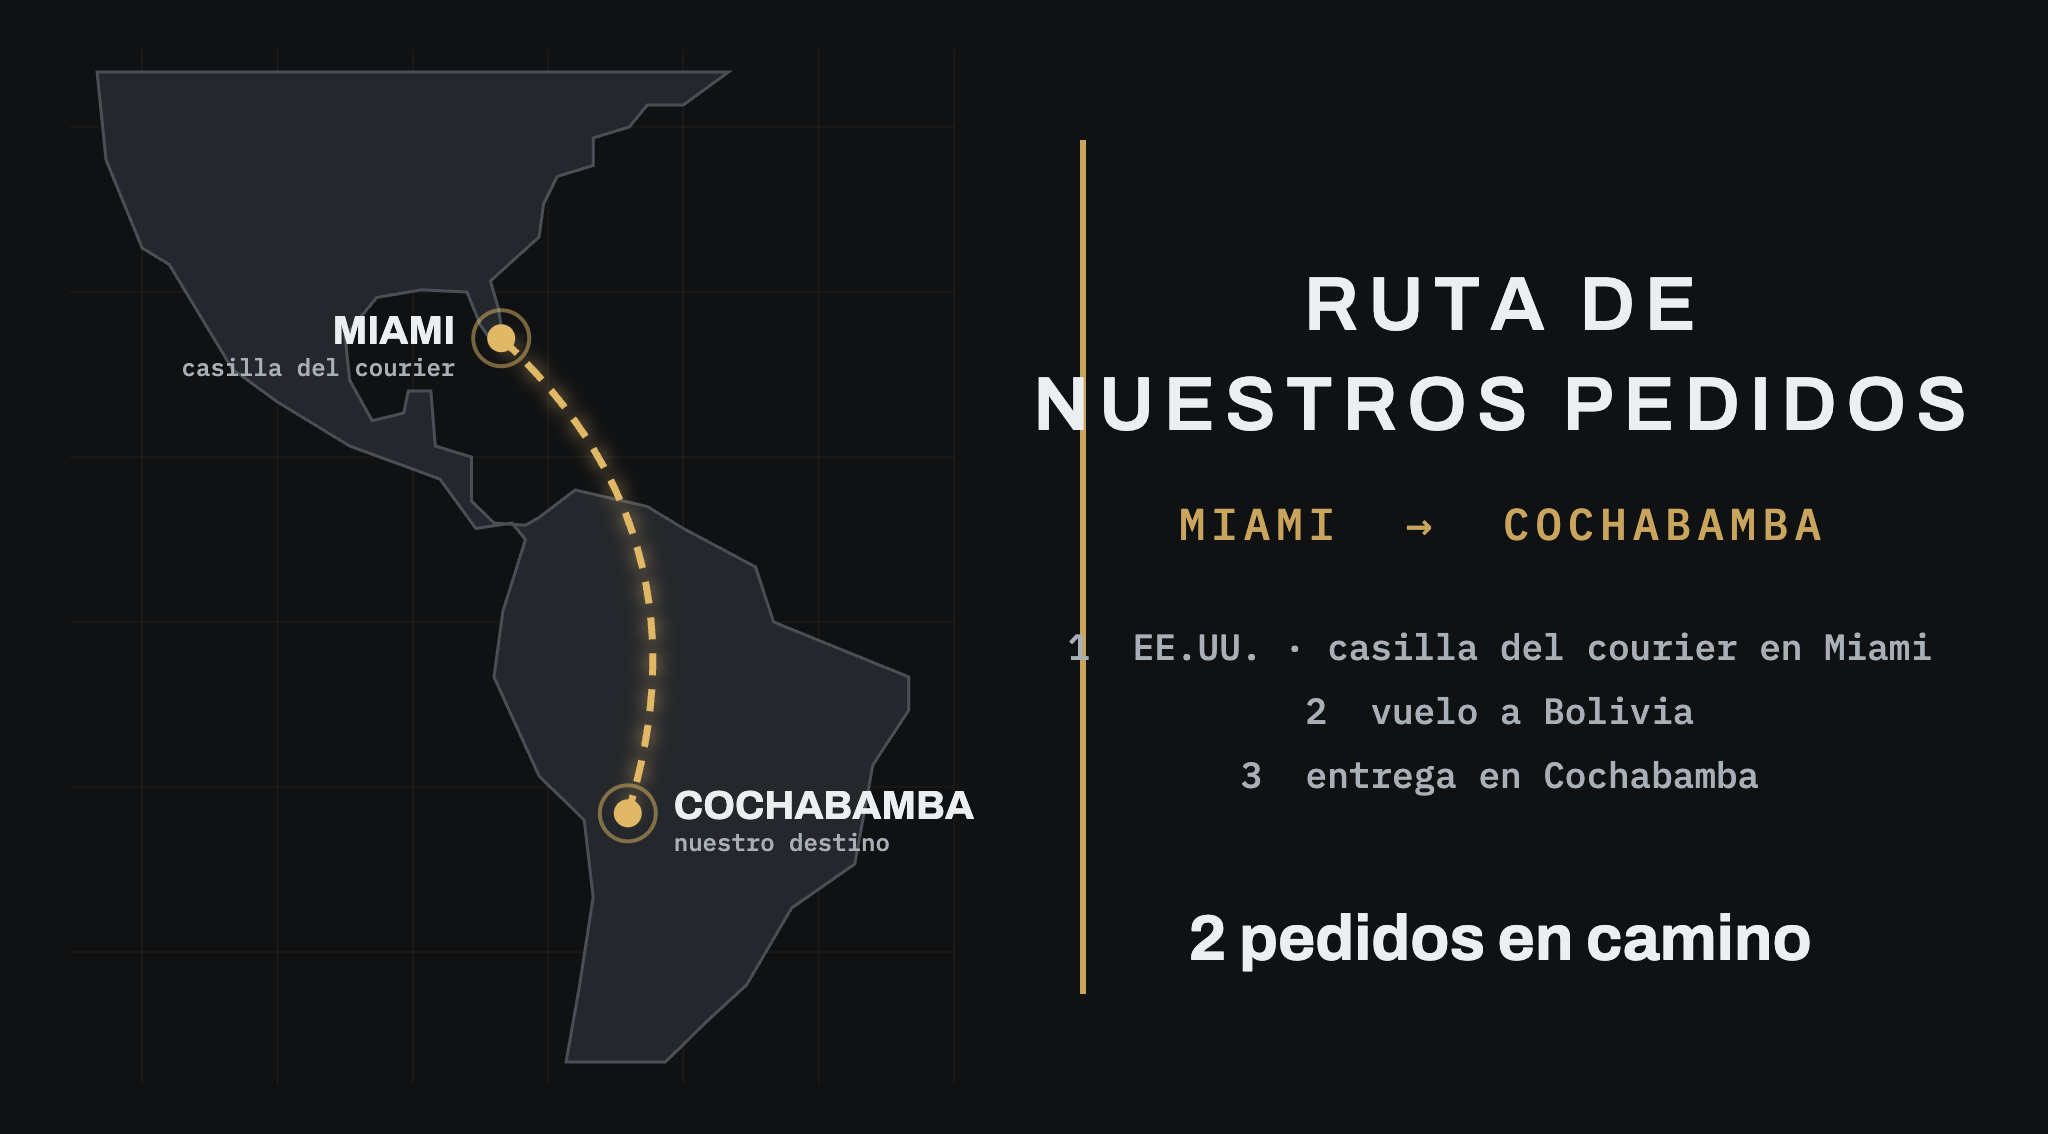 MIAMI
casilla del courier
COCHABAMBA
nuestro destino
RUTA DE
NUESTROS PEDIDOS
MIAMI → COCHABAMBA
1 EE.UU. · casilla del courier en Miami
2 vuelo a Bolivia
3 entrega en Cochabamba
2 pedidos en camino